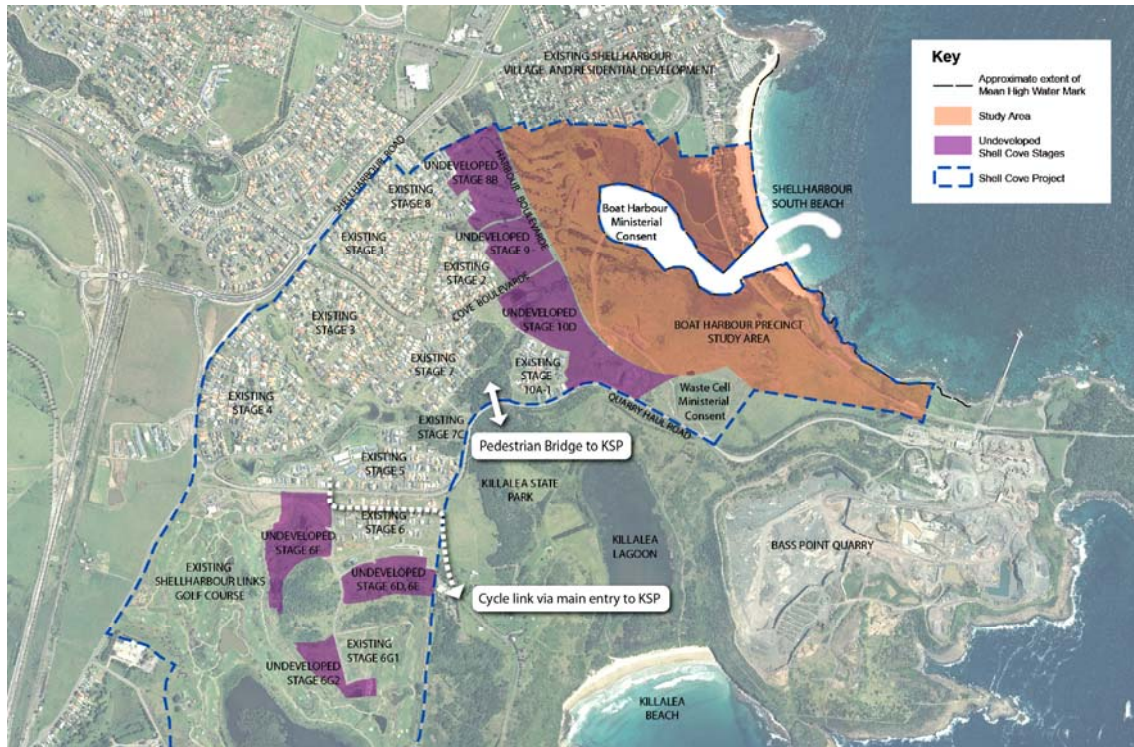 EXISTING SHELLHARBOUR
VILLAGE AND RESIDENTIAL DEVELOPMENT
Key
Approximate extent of
Mean High Water Mark
Study Area
Undeveloped
Shell Cove Stages
Shell Cove Project
SHELLHARBOUR ROAD
UNDEVELOPED
STAGE 8B
HARBOUR BOULEVARDE
EXISTING
STAGE 8
SHELLHARBOUR
SOUTH BEACH
Boat Harbour
Ministerial
Consent
EXISTING
STAGE 1
UNDEVELOPED
STAGE 9
EXISTING
STAGE 2
COVE BOULEVARDE
UNDEVELOPED
STAGE 10D
EXISTING
STAGE 3
BOAT HARBOUR PRECINCT
STUDY AREA
EXISTING
STAGE 7
EXISTING
STAGE
10A-1
EXISTING
STAGE 4
Waste Cell
Ministerial
Consent
QUARRY HAUL ROAD
EXISTING
STAGE 7C
Pedestrian Bridge to KSP
EXISTING
STAGE 5
KILLALEA STATE
PARK
EXISTING
STAGE 6
UNDEVELOPED
STAGE 6F
KILLALEA
LAGOON
BASS POINT QUARRY
EXISTING
SHELLHARBOUR LINKS
GOLF COURSE
UNDEVELOPED
STAGE 6D, 6E
Cycle link via main entry to KSP
EXISTING
STAGE 6G1
UNDEVELOPED
STAGE 6G2
KILLALEA
BEACH